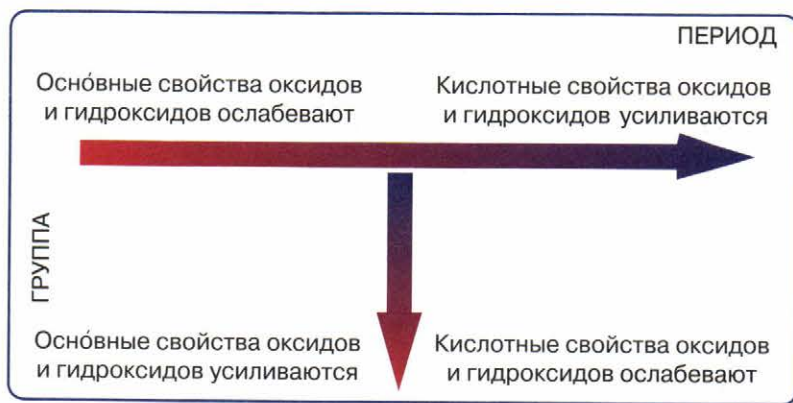 ПЕРИОД
Осно́вные свойства оксидов
и гидроксидов ослабевают
Кислотные свойства оксидов
и гидроксидов усиливаются
ГРУППА
Осно́вные свойства оксидов
и гидроксидов усиливаются
Кислотные свойства оксидов
и гидроксидов ослабевают